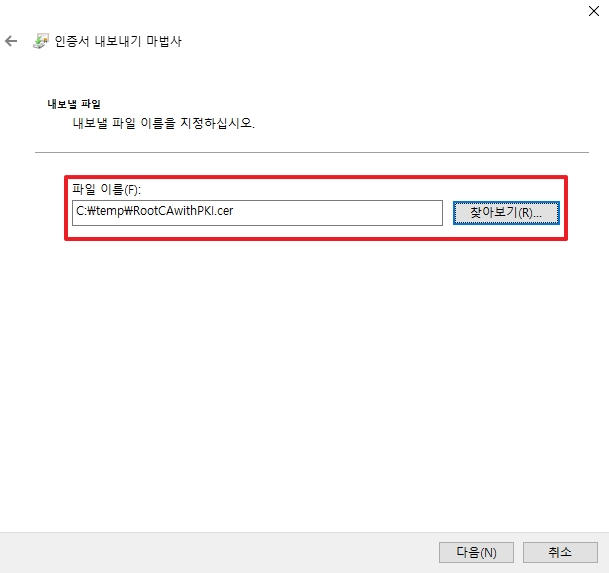 인증서 내보내기 마법사
내보낼 파일
내보낼 파일 이름을 지정하십시오.
파일 이름(F):
C:₩temp₩RootCAwithPKI.cer
찾아보기(R)...
다음(N)
취소